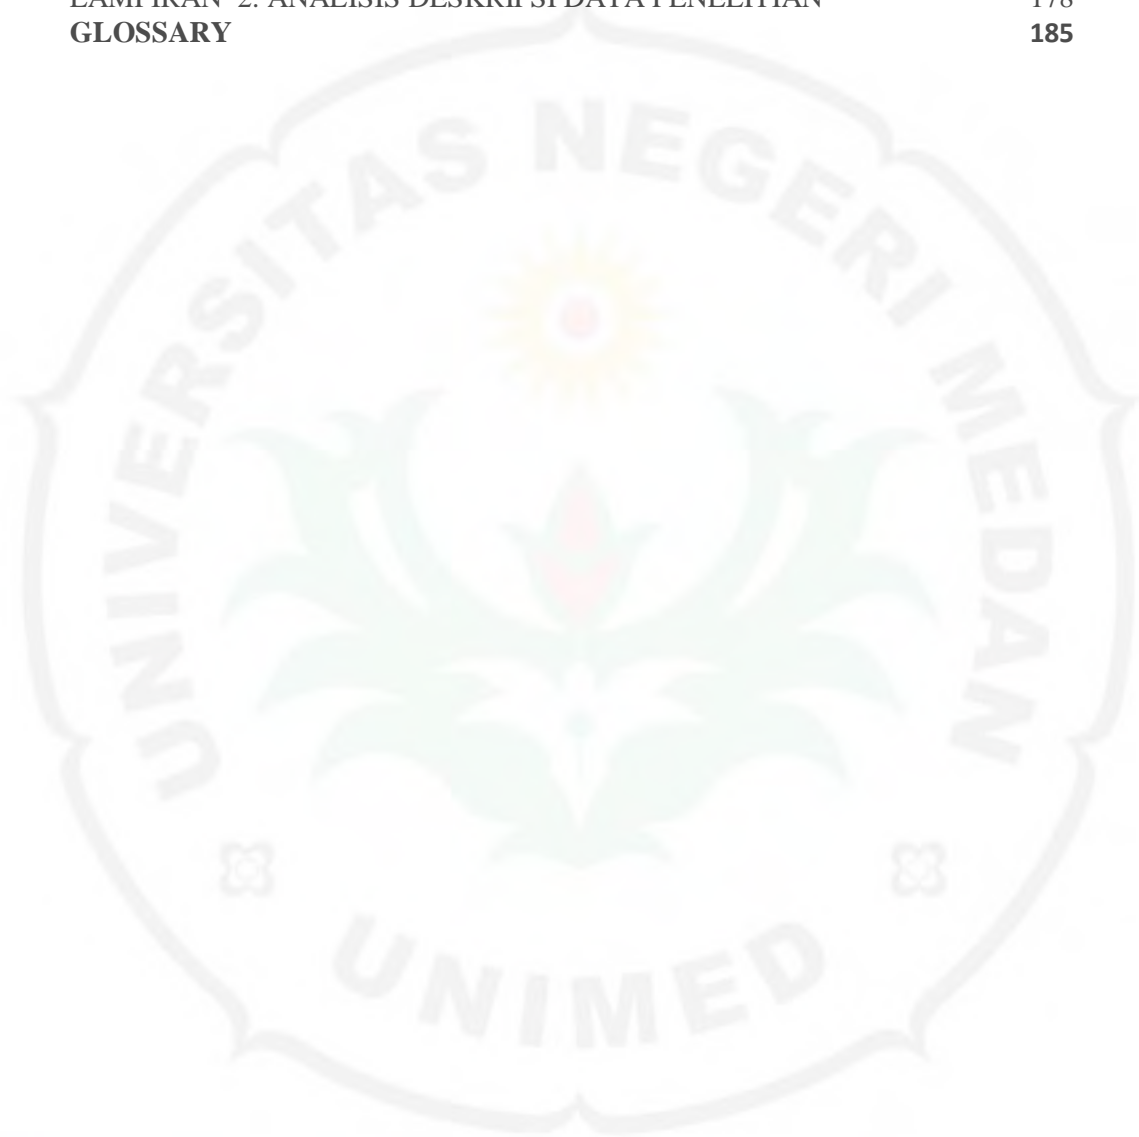 LAMPIRAN 2. ANALISIS DESKRIPSI DATA PENELITIAN 178
GLOSSARY 185
UNIVERSITAS NEGERI MEDAN
UNIMED